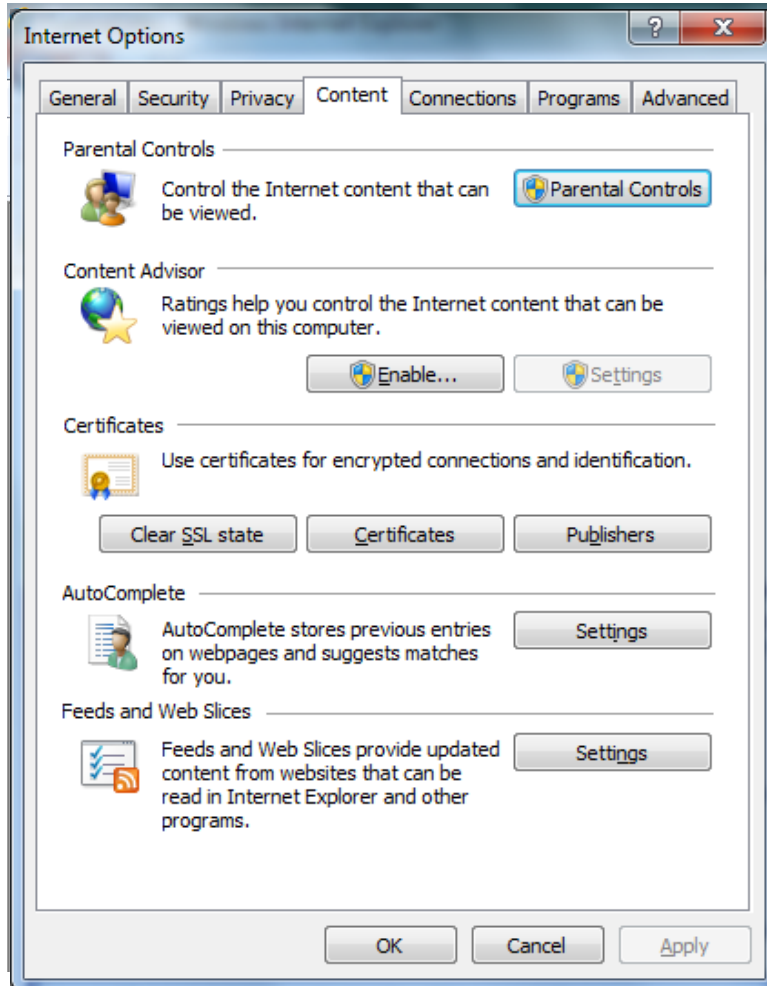 Internet Options
?
X
General Security Privacy Content Connections Programs Advanced
Parental Controls
Control the Internet content that can
be viewed.
Parental Controls
Content Advisor
Ratings help you control the Internet content that can be
viewed on this computer.
Enable...
Settings
Certificates
Use certificates for encrypted connections and identification.
Clear SSL state
Certificates
Publishers
AutoComplete
AutoComplete stores previous entries
on webpages and suggests matches
for you.
Settings
Feeds and Web Slices
Feeds and Web Slices provide updated
content from websites that can be
read in Internet Explorer and other
programs.
Settings
OK
Cancel
Apply